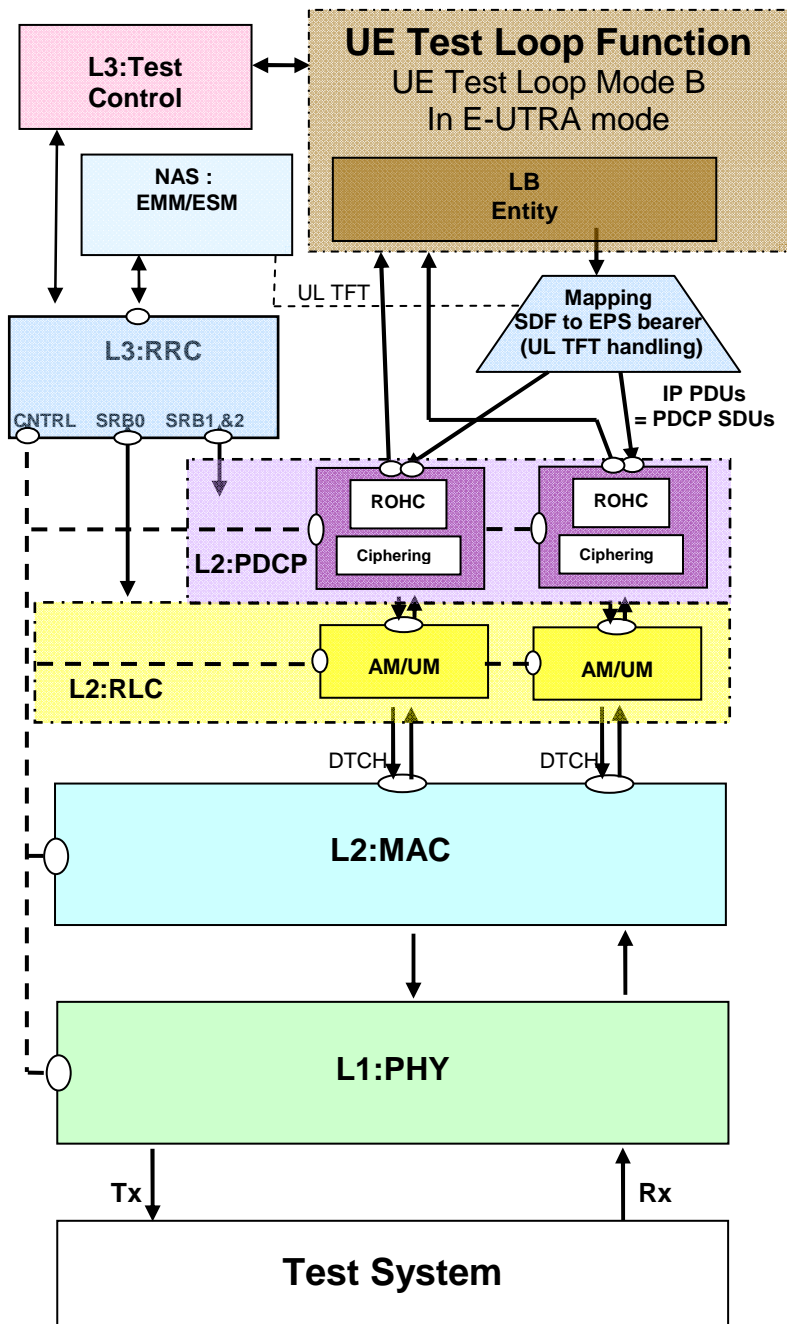 UE Test Loop Function
UE Test Loop Mode B
In E-UTRA mode
L3:Test
Control
NAS :
EMM/ESM
LB
Entity
UL TFT
Mapping
SDF to EPS bearer
(UL TFT handling)
L3:RRC
CNTRL SRB0 SRB1 &2
IP PDUs
= PDCP SDUs
ROHC
Ciphering
ROHC
Ciphering
L2:PDCP
AM/UM
AM/UM
L2:RLC
DTCH
DTCH
L2:MAC
L1:PHY
Tx
Rx
Test System